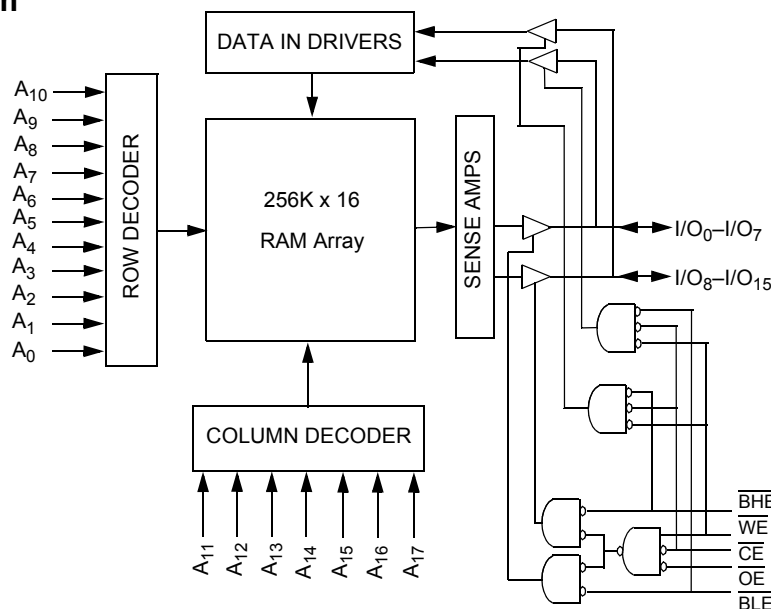 n
DATA IN DRIVERS
A10
A9
A8
A7
A6
A5
A4
A3
A2
A1
A0
ROW DECODER
256K x 16
RAM Array
SENSE AMPS
I/O0–I/O7
I/O8–I/O15
COLUMN DECODER
A11
A12
A13
A14
A15
A16
A17
BHE
WE
CE
OE
BLE